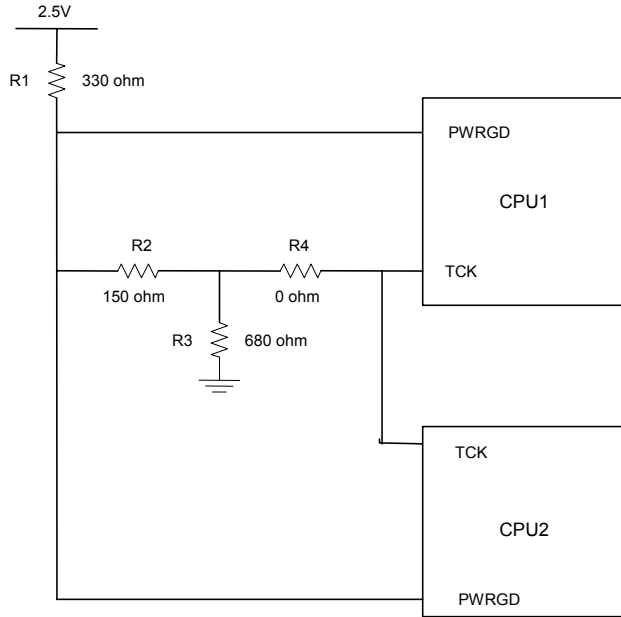 2.5V
R1
330 ohm
PWRGD
CPU1
R2
R4
TCK
150 ohm
0 ohm
R3
680 ohm
TCK
CPU2
PWRGD